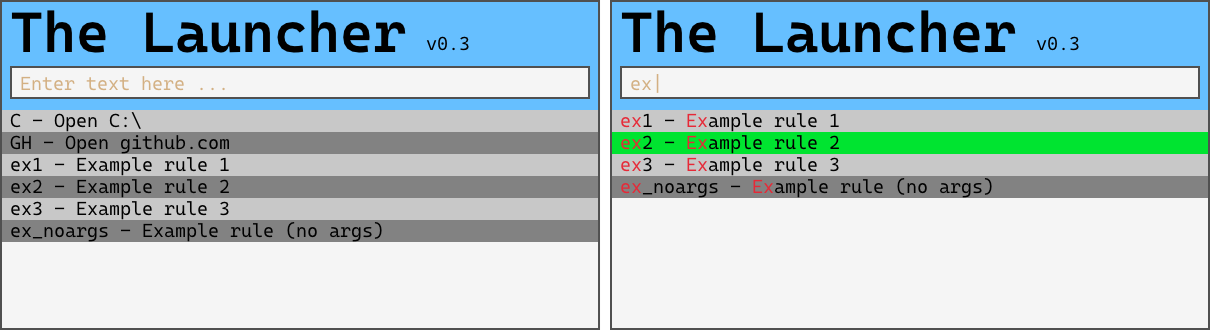 The Launcher v0.3
Enter text here ...
C - Open C:\
GH - Open github.com
ex1 - Example rule 1
ex2 - Example rule 2
ex3 - Example rule 3
ex_noargs - Example rule (no args)
The Launcher v0.3
ex|
ex1 - Example rule 1
ex2 - Example rule 2
ex3 - Example rule 3
ex_noargs - Example rule (no args)